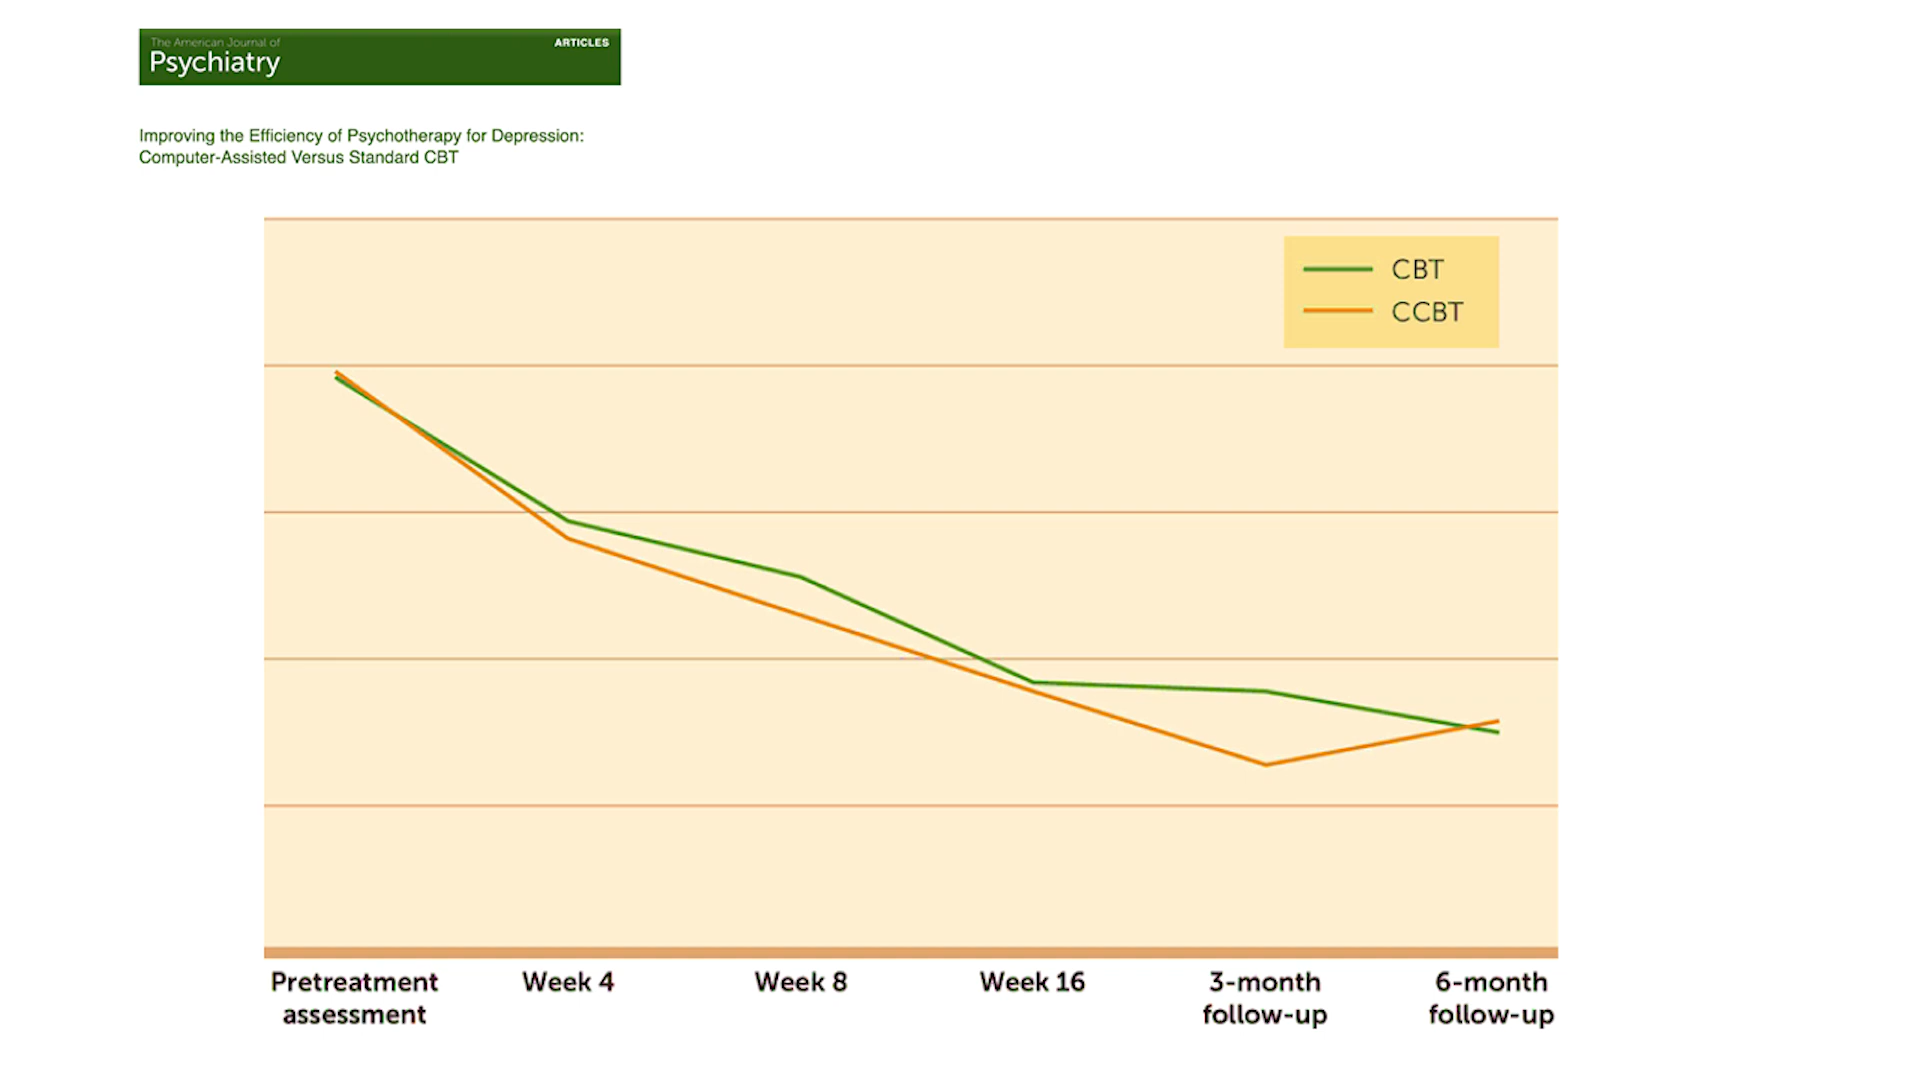 The American Journal of
Psychiatry
ARTICLES
Improving the Efficiency of Psychotherapy for Depression:
Computer-Assisted Versus Standard CBT
CBT
CCBT
Pretreatment
assessment
Week 4
Week 8
Week 16
3-month
follow-up
6-month
follow-up